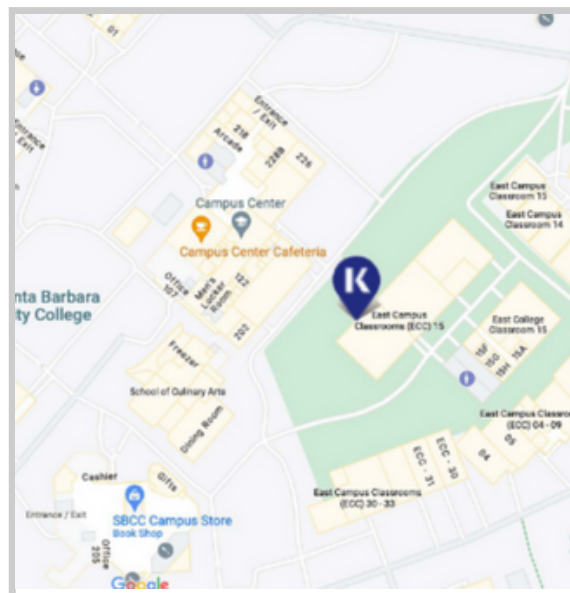 01
Entrance
/ Exit
218
Arcade
228B
226
Entrance
/ Exit
East Campus
Classroom 15
East Campus
Classroom 14
Campus Center
Campus Center Cafeteria
Office
107
Men's
Locker
Room
122
202
nta Barbara
ity College
K
East Campus
Classrooms (ECC) 15
East College
Classroom 15
15F
15G
15H
15A
Freezer
School of Culinary Arts
Dining Room
East Campus Classroo
(ECC) 04 - 09
05
04
ECC - 30
ECC - 31
East Campus Classrooms
(ECC) 30 - 33
Cashier
Gifts
Entrance / Exit
SBCC Campus Store
Book Shop
Office
205
Google